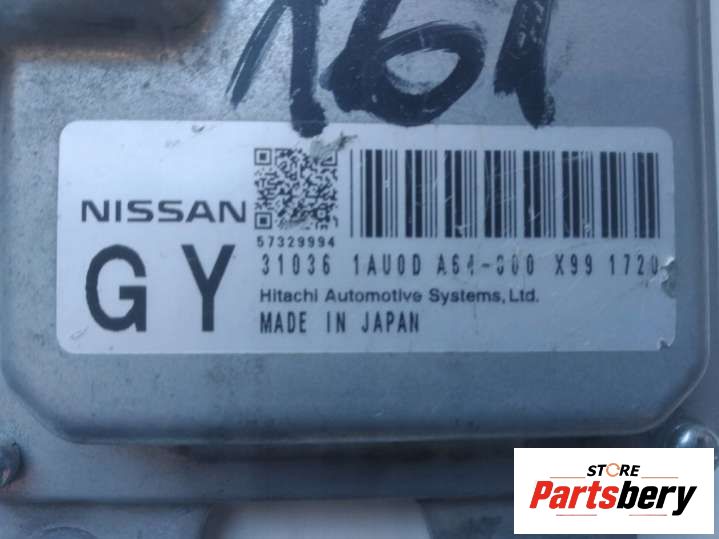 161
NISSAN
57329994
GY
31036 1AU0D A64-000 X99 1720
Hitachi Automotive Systems, Ltd.
MADE IN JAPAN
STORE
Partsbery